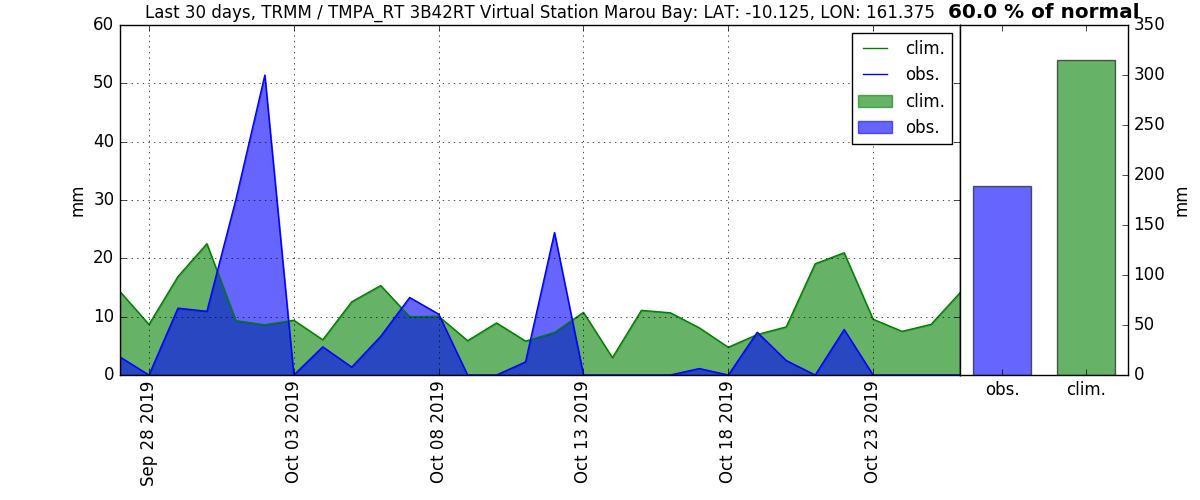 Last 30 days, TRMM / TMPA_RT 3B42RT Virtual Station Marou Bay: LAT: -10.125, LON: 161.375 60.0 % of normal
60
50
40
30
20
10
0
mm
clim.
obs.
clim.
obs.
Sep 28 2019
Oct 03 2019
Oct 08 2019
Oct 13 2019
Oct 18 2019
Oct 23 2019
350
300
250
200
150
100
50
0
mm
obs.
clim.